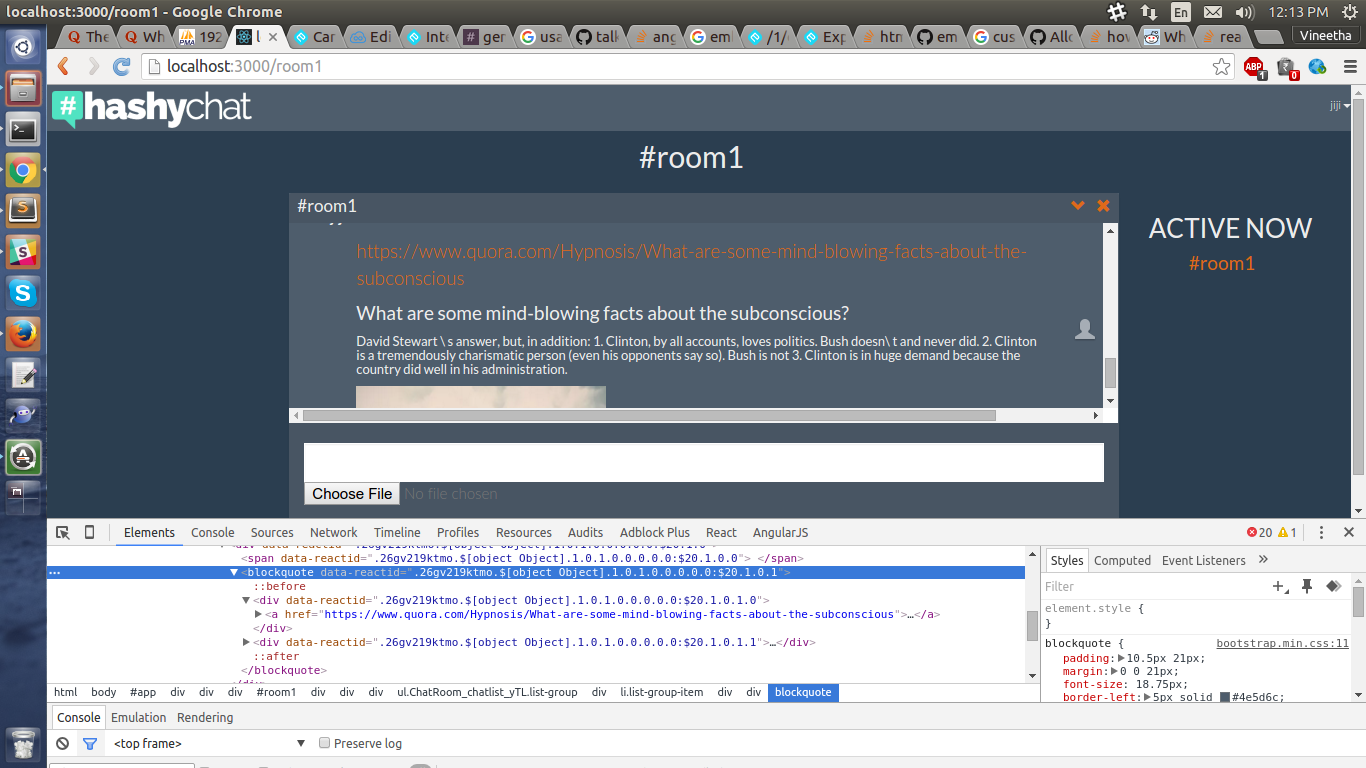 localhost:3000/room1 - Google Chrome
En
12:13 PM
The
Wh
192
l
Car
Edi
Inte
ger
usa
talk
ang
eml
/1/
Exp
htn
em
cus
Allo
hov
Wh
rea
Vineetha
localhost:3000/room1
ABP
1
0
#hashychat
jiji
#room1
#room1
https://www.quora.com/Hypnosis/What-are-some-mind-blowing-facts-about-the-
subconscious
What are some mind-blowing facts about the subconscious?
David Stewart \ s answer, but, in addition: 1. Clinton, by all accounts, loves politics. Bush doesn\ t and never did. 2. Clinton
is a tremendously charismatic person (even his opponents say so). Bush is not 3. Clinton is in huge demand because the
country did well in his administration.
ACTIVE NOW
#room1
Choose File No file chosen
Elements Console Sources Network Timeline Profiles Resources Audits Adblock Plus React AngularJS
20 1
<span data-reactid=".26gv219ktmo.$[object Object].1.0.1.0.0.0.0.0:$20.1.0.0"> </span>
<blockquote data-reactid=".26gv219ktmo.$[object Object].1.0.1.0.0.0.0.0:$20.1.0.1">
::before
<div data-reactid=".26gv219ktmo.$[object Object].1.0.1.0.0.0.0.0:$20.1.0.1.0">
<a href="https://www.quora.com/Hypnosis/What-are-some-mind-blowing-facts-about-the-subconscious">…</a>
</div>
<div data-reactid=".26gv219ktmo.$[object Object].1.0.1.0.0.0.0.0:$20.1.0.1.1">…</div>
::after
</blockquote>
html body #app div div div #room1 div div div ul.ChatRoom_chatlist_yTL.list-group div li.list-group-item div div blockquote
Styles Computed Event Listeners »
Filter
element.style {
}
blockquote { bootstrap.min.css:11
padding: 10.5px 21px;
margin: 0 0 21px;
font-size: 18.75px;
border-left: 5px solid #4e5d6c;
Console Emulation Rendering
<top frame> Preserve log